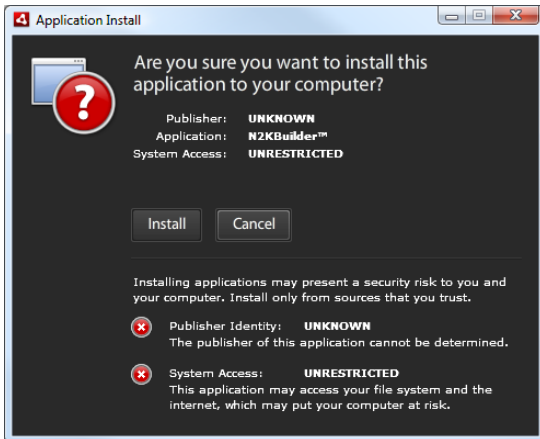 Application Install
Are you sure you want to install this
application to your computer?
Publisher: UNKNOWN
Application: N2KBuilder™
System Access: UNRESTRICTED
Install Cancel
Installing applications may present a security risk to you and
your computer. Install only from sources that you trust.
Publisher Identity: UNKNOWN
The publisher of this application cannot be determined.
System Access: UNRESTRICTED
This application may access your file system and the
internet, which may put your computer at risk.